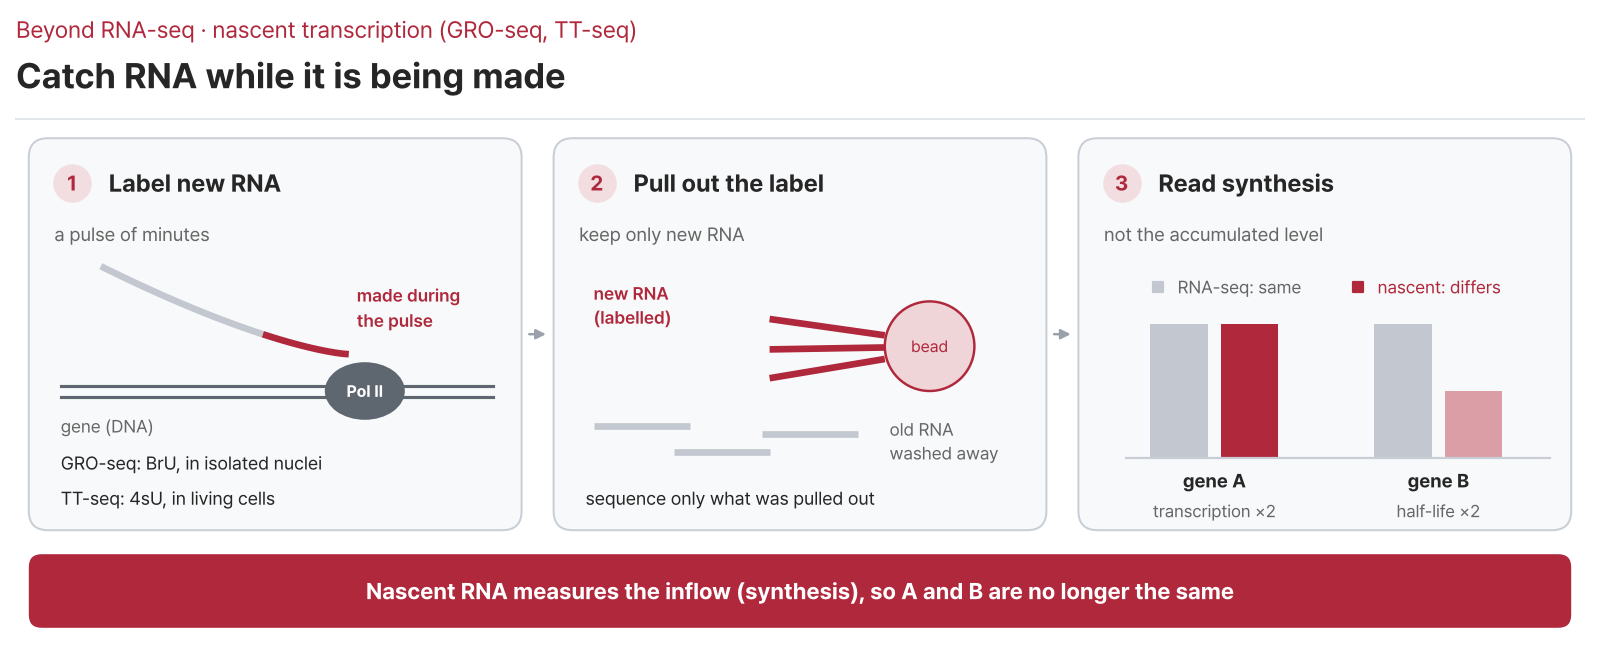 Beyond RNA-seq · nascent transcription (GRO-seq, TT-seq)
Catch RNA while it is being made
1 Label new RNA
a pulse of minutes
made during
the pulse
Pol II
gene (DNA)
GRO-seq: BrU, in isolated nuclei
TT-seq: 4sU, in living cells
2 Pull out the label
keep only new RNA
new RNA
(labelled)
bead
old RNA
washed away
sequence only what was pulled out
3 Read synthesis
not the accumulated level
RNA-seq: same
nascent: differs
gene A
transcription ×2
gene B
half-life ×2
Nascent RNA measures the inflow (synthesis), so A and B are no longer the same